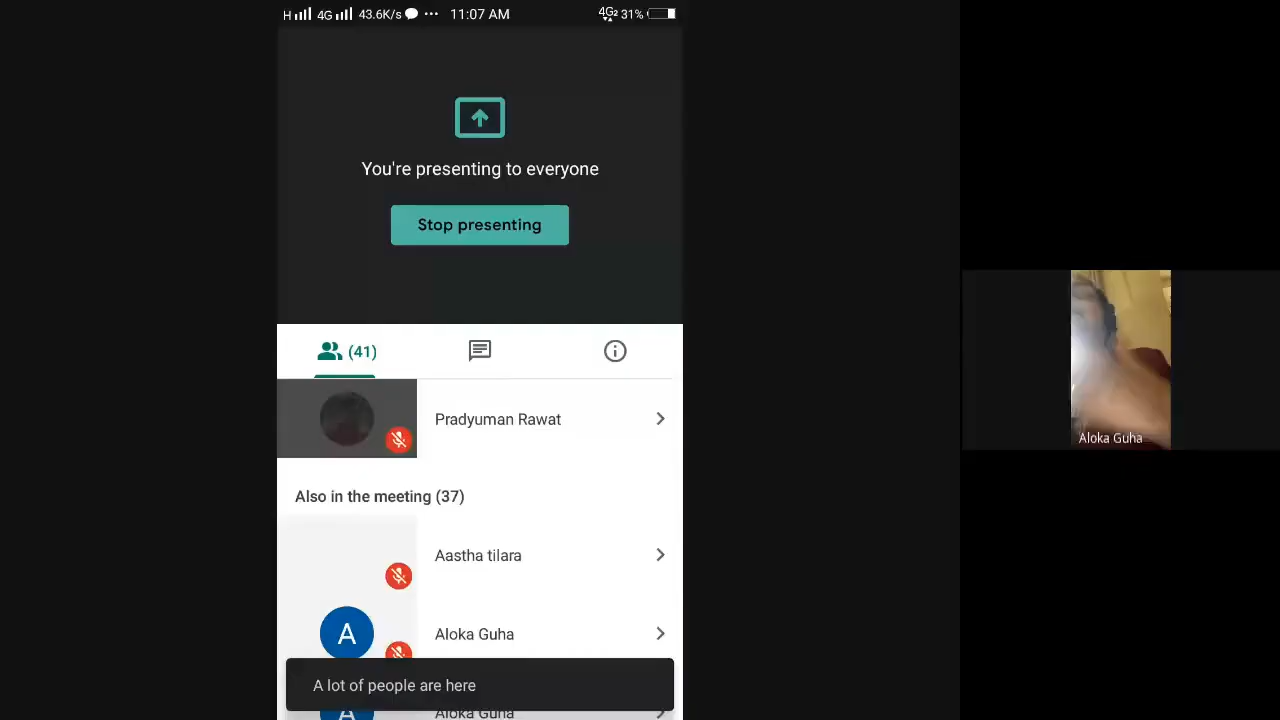 H 4G 43.6K/s ... 11:07 AM 4G2 31%
You're presenting to everyone
Stop presenting
(41)
Pradyuman Rawat
Also in the meeting (37)
Aastha tilara
A Aloka Guha
A lot of people are here
A Aloka Guha
Aloka Guha